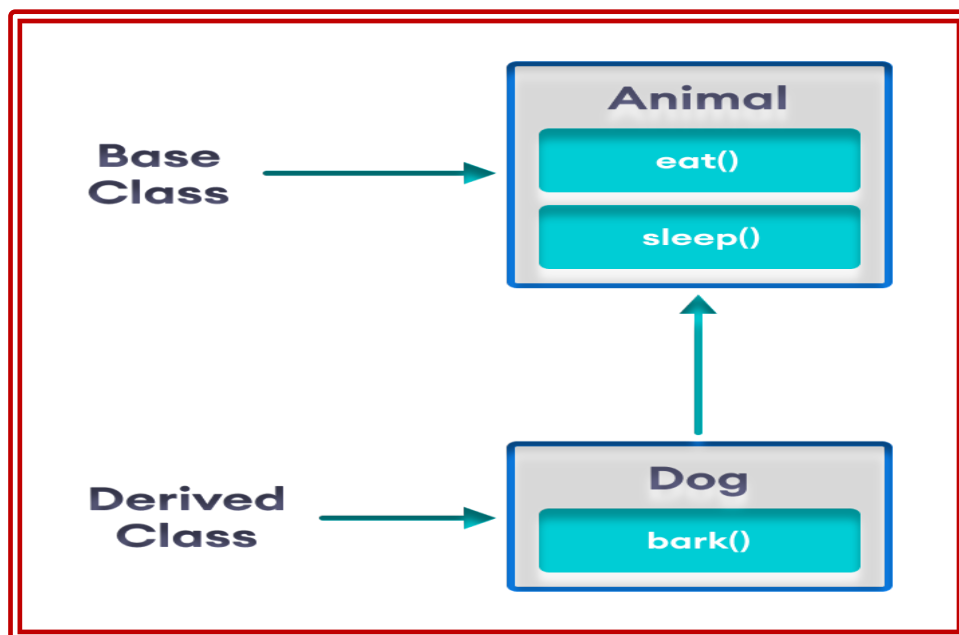 Animal
Base
Class
eat()
sleep()
Derived
Class
Dog
bark()